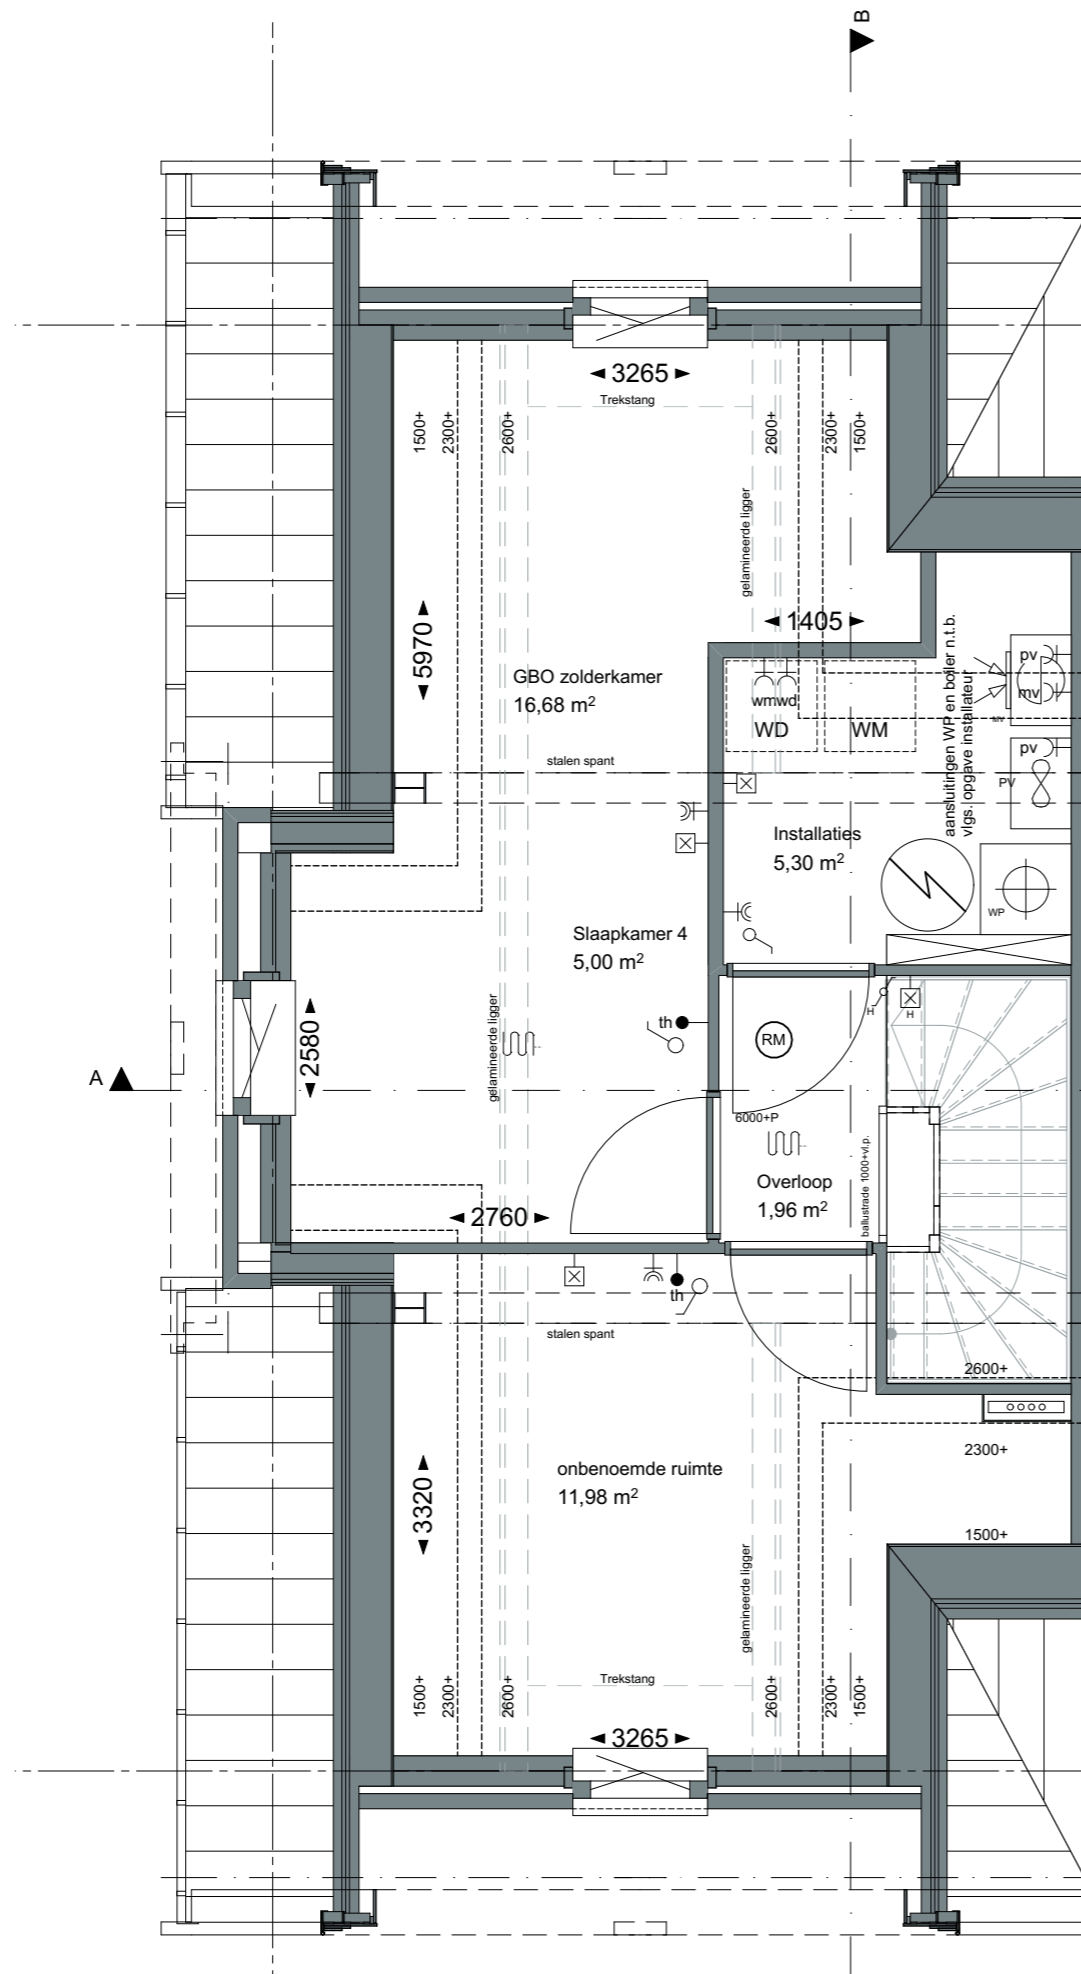 B
3265
Trekstang
1500+
2300+
2600+
2600+
2300+
1500+
gelamineerde ligger
5970
1405
GBO zolderkamer
16,68 m²
wmwd
WD
WM
aansluitingen WP en boiler n.t.b.
vlgs. opgave installateur
pv
mv
MV
pv
PV
stalen spant
Installaties
5,30 m²
WP
Slaapkamer 4
5,00 m²
gelamineerde ligger
2580
th
RM
H
H
A
6000+P
Overloop
1,96 m²
ballustrade 1000+vl.p.
2760
th
stalen spant
2600+
2300+
1500+
onbenoemde ruimte
11,98 m²
3320
gelamineerde ligger
1500+
2300+
2600+
Trekstang
2600+
2300+
1500+
3265